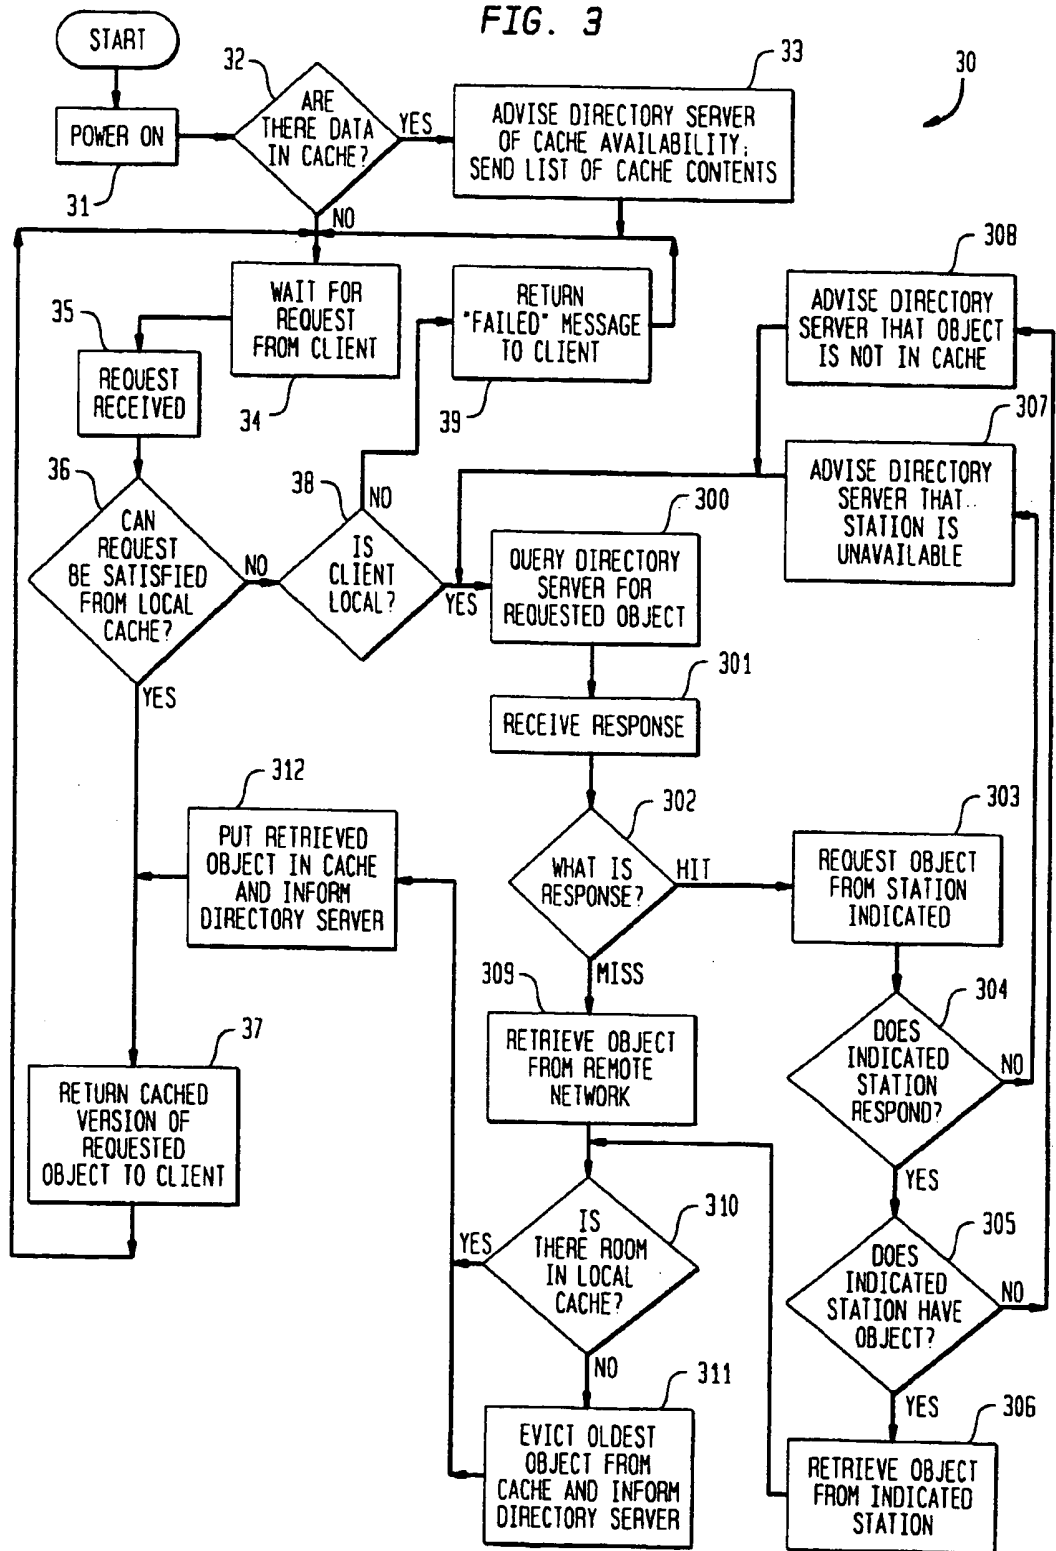 FIG. 3
START
32
33
30
ARE
THERE DATA
IN CACHE?
YES
ADVISE DIRECTORY SERVER
OF CACHE AVAILABILITY;
SEND LIST OF CACHE CONTENTS
POWER ON
31
NO
308
WAIT FOR
REQUEST
FROM CLIENT
RETURN
"FAILED" MESSAGE
TO CLIENT
ADVISE DIRECTORY
SERVER THAT OBJECT
IS NOT IN CACHE
35
REQUEST
RECEIVED
34
39
307
36
38
NO
300
ADVISE DIRECTORY
SERVER THAT
STATION IS
UNAVAILABLE
CAN
REQUEST
BE SATISFIED
FROM LOCAL
CACHE?
NO
IS
CLIENT
LOCAL?
YES
QUERY DIRECTORY
SERVER FOR
REQUESTED OBJECT
301
YES
RECEIVE RESPONSE
312
302
303
PUT RETRIEVED
OBJECT IN CACHE
AND INFORM
DIRECTORY SERVER
WHAT IS
RESPONSE?
HIT
REQUEST OBJECT
FROM STATION
INDICATED
309
MISS
304
37
RETRIEVE OBJECT
FROM REMOTE
NETWORK
DOES
INDICATED
STATION
RESPOND?
NO
RETURN CACHED
VERSION OF
REQUESTED
OBJECT TO CLIENT
YES
310
305
YES
IS
THERE ROOM
IN LOCAL
CACHE?
DOES
INDICATED
STATION HAVE
OBJECT?
NO
NO
311
YES
306
EVICT OLDEST
OBJECT FROM
CACHE AND INFORM
DIRECTORY SERVER
RETRIEVE OBJECT
FROM INDICATED
STATION